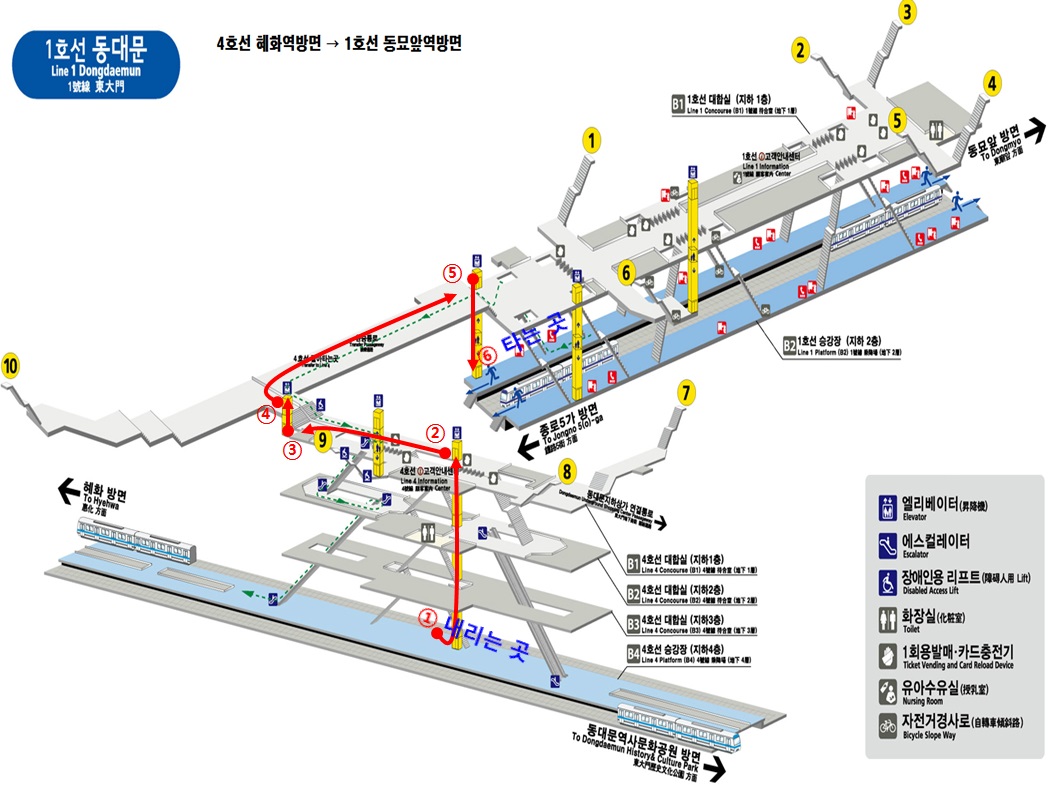 1호선 동대문
Line 1 Dongdaemun
1號線 東大門
4호선 혜화역방면 → 1호선 동묘앞역방면
3
2
4
B1 1호선 대합실 (지하 1층)
Line 1 Concourse (B1) 1號線 待合室 (地下 1層)
5
동묘앞 방면
To Dongmyo
東廟앞 方面
1
1호선 고객안내센터
Line 1 Information
1號線 顧客案內 Center
6
⑤
⑥ 타는 곳
B2 1호선 승강장 (지하 2층)
Line 1 Platform (B2) 1號線 乘降場 (地下 2層)
10
4호선 갈아타는곳
Transfer to Line 4
④
③
9
②
종로5가 방면
To Jongno 5(o)-ga
鍾路5街 方面
7
8
4호선 고객안내센터
Line 4 Information
4號線 顧客案內 Center
동대문지하상가 연결통로
혜화 방면
To Hyehwa
惠化 方面
B1 4호선 대합실 (지하1층)
Line 4 Concourse (B1) 4號線 待合室 (地下 1層)
B2 4호선 대합실 (지하2층)
Line 4 Concourse (B2) 4號線 待合室 (地下 2層)
B3 4호선 대합실 (지하3층)
Line 4 Concourse (B3) 4號線 待合室 (地下 3層)
B4 4호선 승강장 (지하4층)
Line 4 Platform (B4) 4號線 乘降場 (地下 4層)
① 내리는 곳
동대문역사문화공원 방면
To Dongdaemun History& Culture Park
東大門歷史文化公園 方面
엘리베이터(昇降機)
Elevator
에스컬레이터
Escalator
장애인용 리프트(障碍人用 Lift)
Disabled Access Lift
화장실(化粧室)
Toilet
1회용발매·카드충전기
Ticket Vending and Card Reload Device
유아수유실(授乳室)
Nursing Room
자전거경사로(自轉車傾斜路)
Bicycle Slope Way